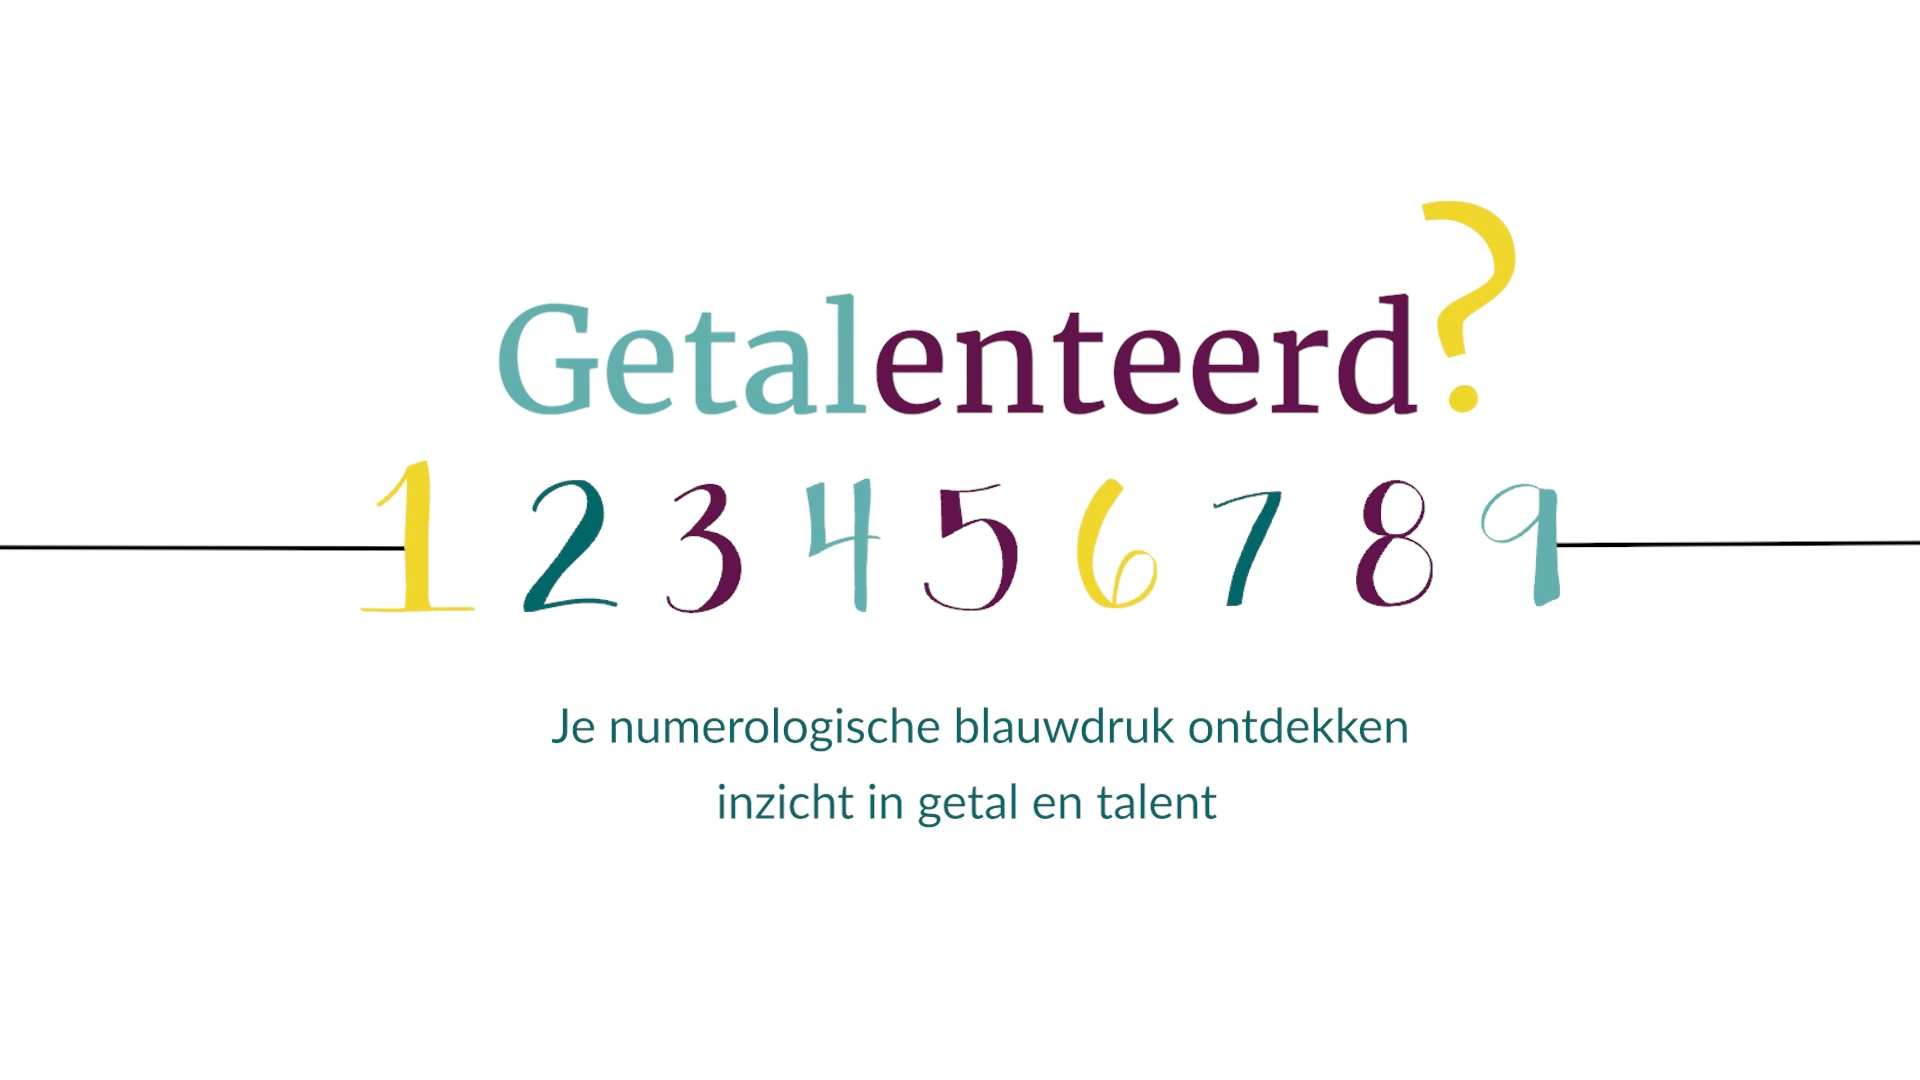 Getalenteerd?
1 2 3 4 5 6 7 8 9
Je numerologische blauwdruk ontdekken
inzicht in getal en talent